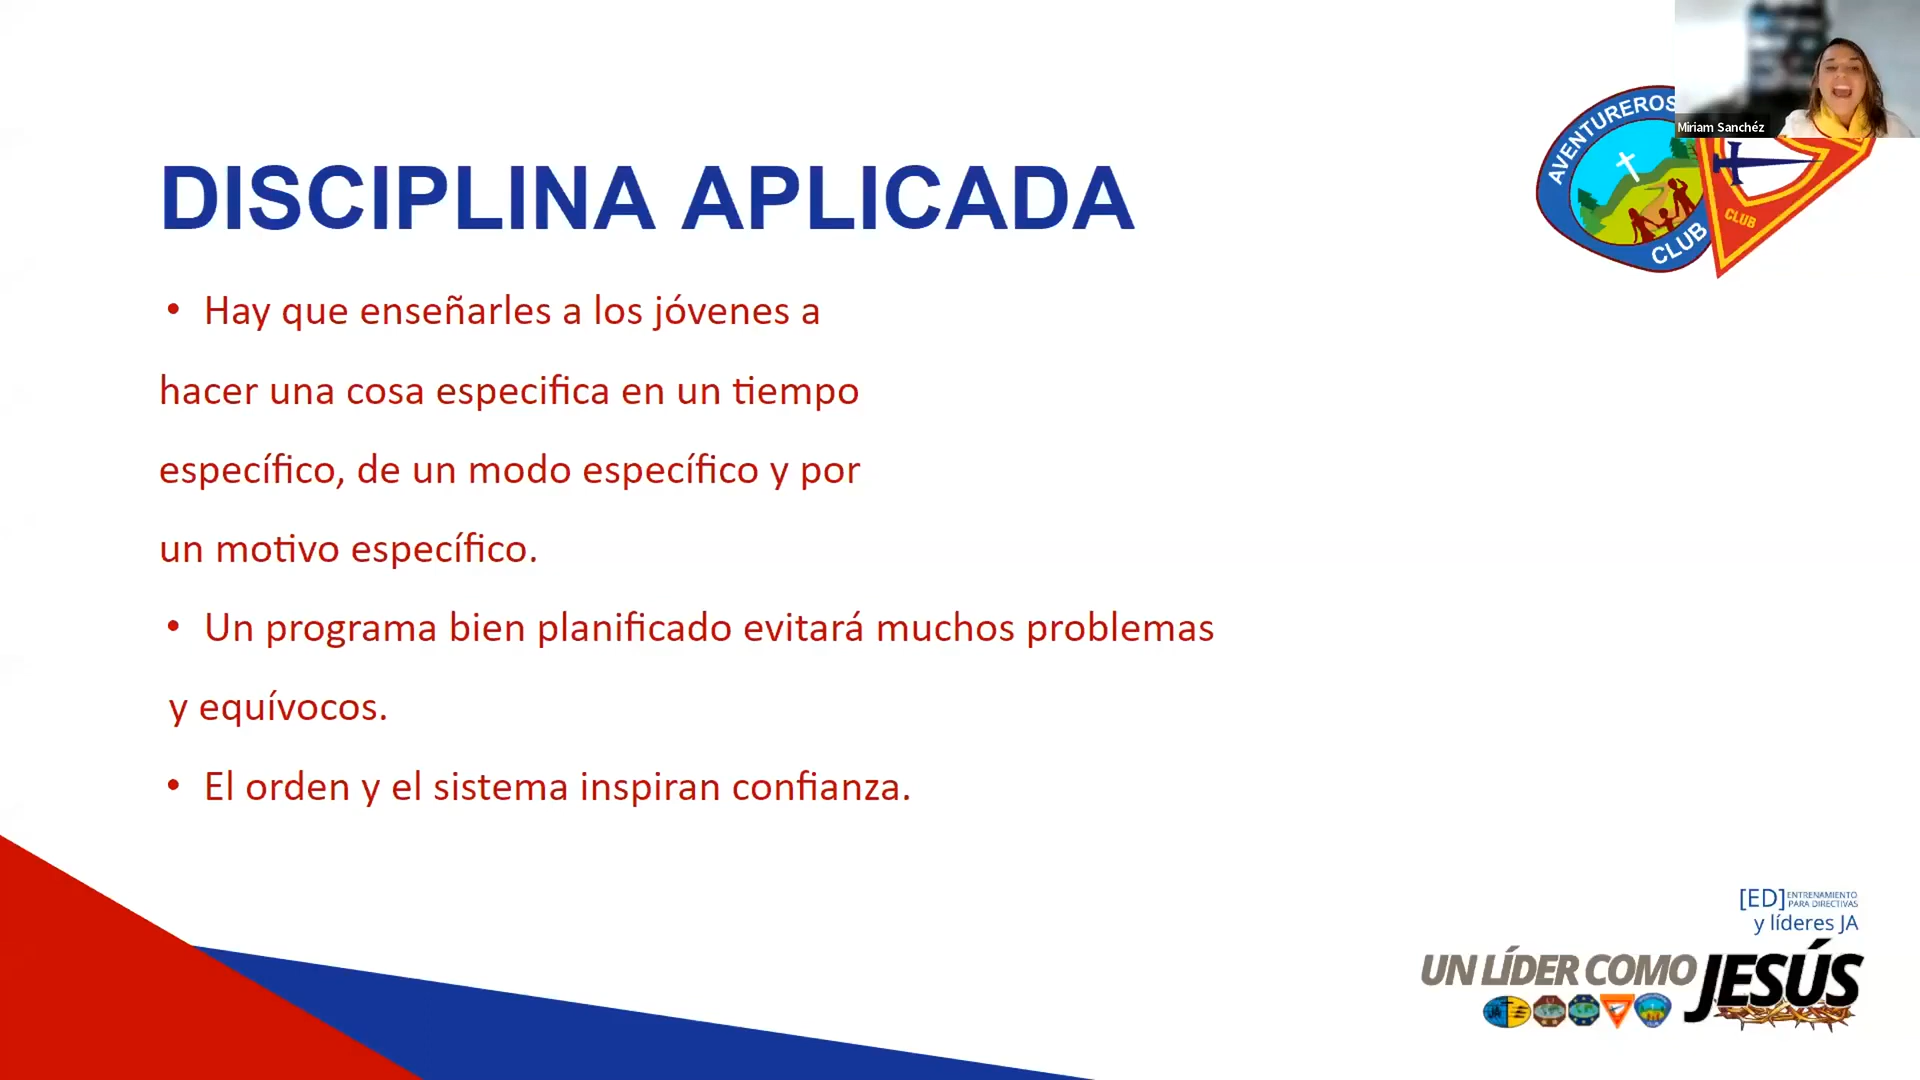 AVENTUREROS
CLUB
CLUB
Miriam Sanchéz
DISCIPLINA APLICADA
• Hay que enseñarles a los jóvenes a
hacer una cosa especifica en un tiempo
específico, de un modo específico y por
un motivo específico.
• Un programa bien planificado evitará muchos problemas
y equívocos.
• El orden y el sistema inspiran confianza.
[ED] ENTRENAMIENTO
PARA DIRECTIVAS
y líderes JA
UN LÍDER COMO JESÚS